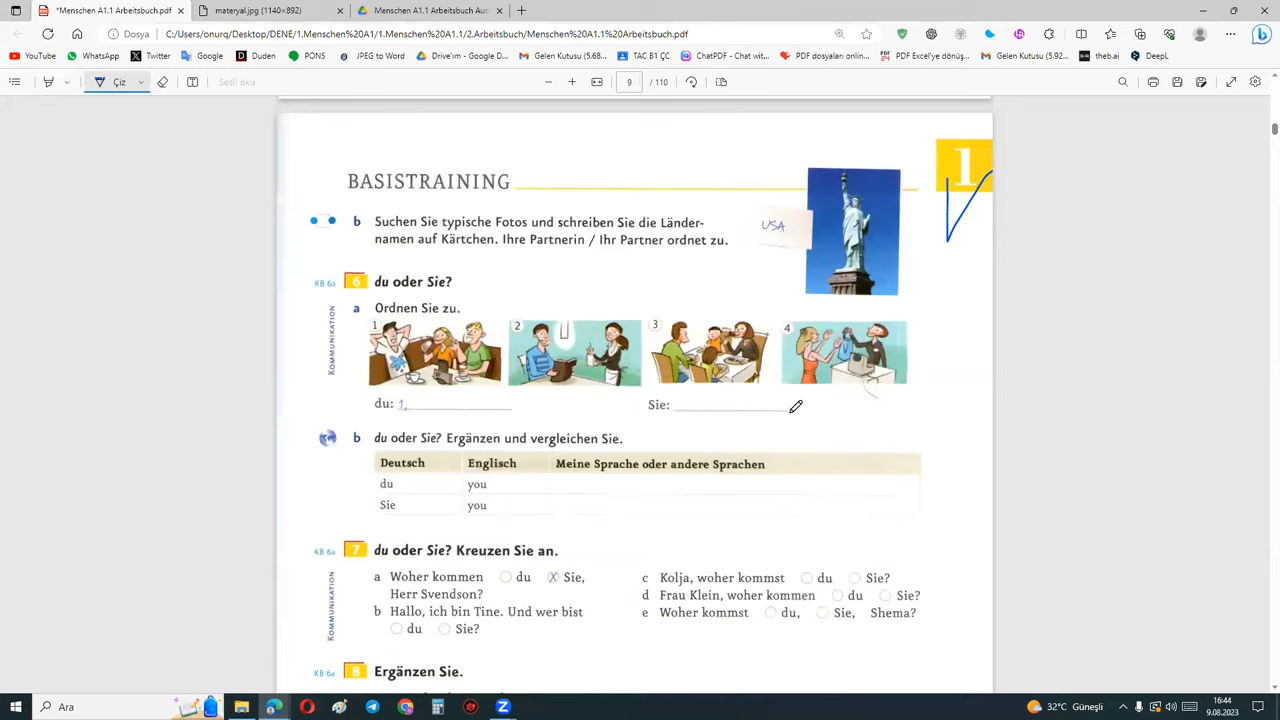 *Menschen A1.1 Arbeitsbuch.pdf
materyal.jpg (1140×892)
Menschen A1.1 Arbeitsbuch Aus
Dosya
C:/Users/onurq/Desktop/DENE/1.Menschen%20A1/1.Menschen%20A1.1/2.Arbeitsbuch/Menschen%20A1.1%20Arbeitsbuch.pdf
YouTube
WhatsApp
Twitter
Google
Duden
PONS
JPEG to Word
Drive'ım - Google D...
Gelen Kutusu (5.68...
TAC B1 ÇC
ChatPDF - Chat wit...
PDF dosyaları onlin...
PDF Excel'ye dönüş...
Gelen Kutusu (5.92...
theb.ai
DeepL
Çiz
Sesli oku
9 / 110
1
BASISTRAINING
b Suchen Sie typische Fotos und schreiben Sie die Länder-
namen auf Kärtchen. Ihre Partnerin / Ihr Partner ordnet zu.
USA
KB 6a 6 du oder Sie?
KOMMUNIKATION
a Ordnen Sie zu.
1 2 3 4
du: 1, Sie:
b du oder Sie? Ergänzen und vergleichen Sie.
Deutsch Englisch Meine Sprache oder andere Sprachen
du you
Sie you
KB 6a 7 du oder Sie? Kreuzen Sie an.
KOMMUNIKATION
a Woher kommen du X Sie,
Herr Svendson?
b Hallo, ich bin Tine. Und wer bist
du Sie?
c Kolja, woher kommst du Sie?
d Frau Klein, woher kommen du Sie?
e Woher kommst du, Sie, Shema?
KB 6a 8 Ergänzen Sie.
Ara
32°C Güneşli
16:44
9.08.2023